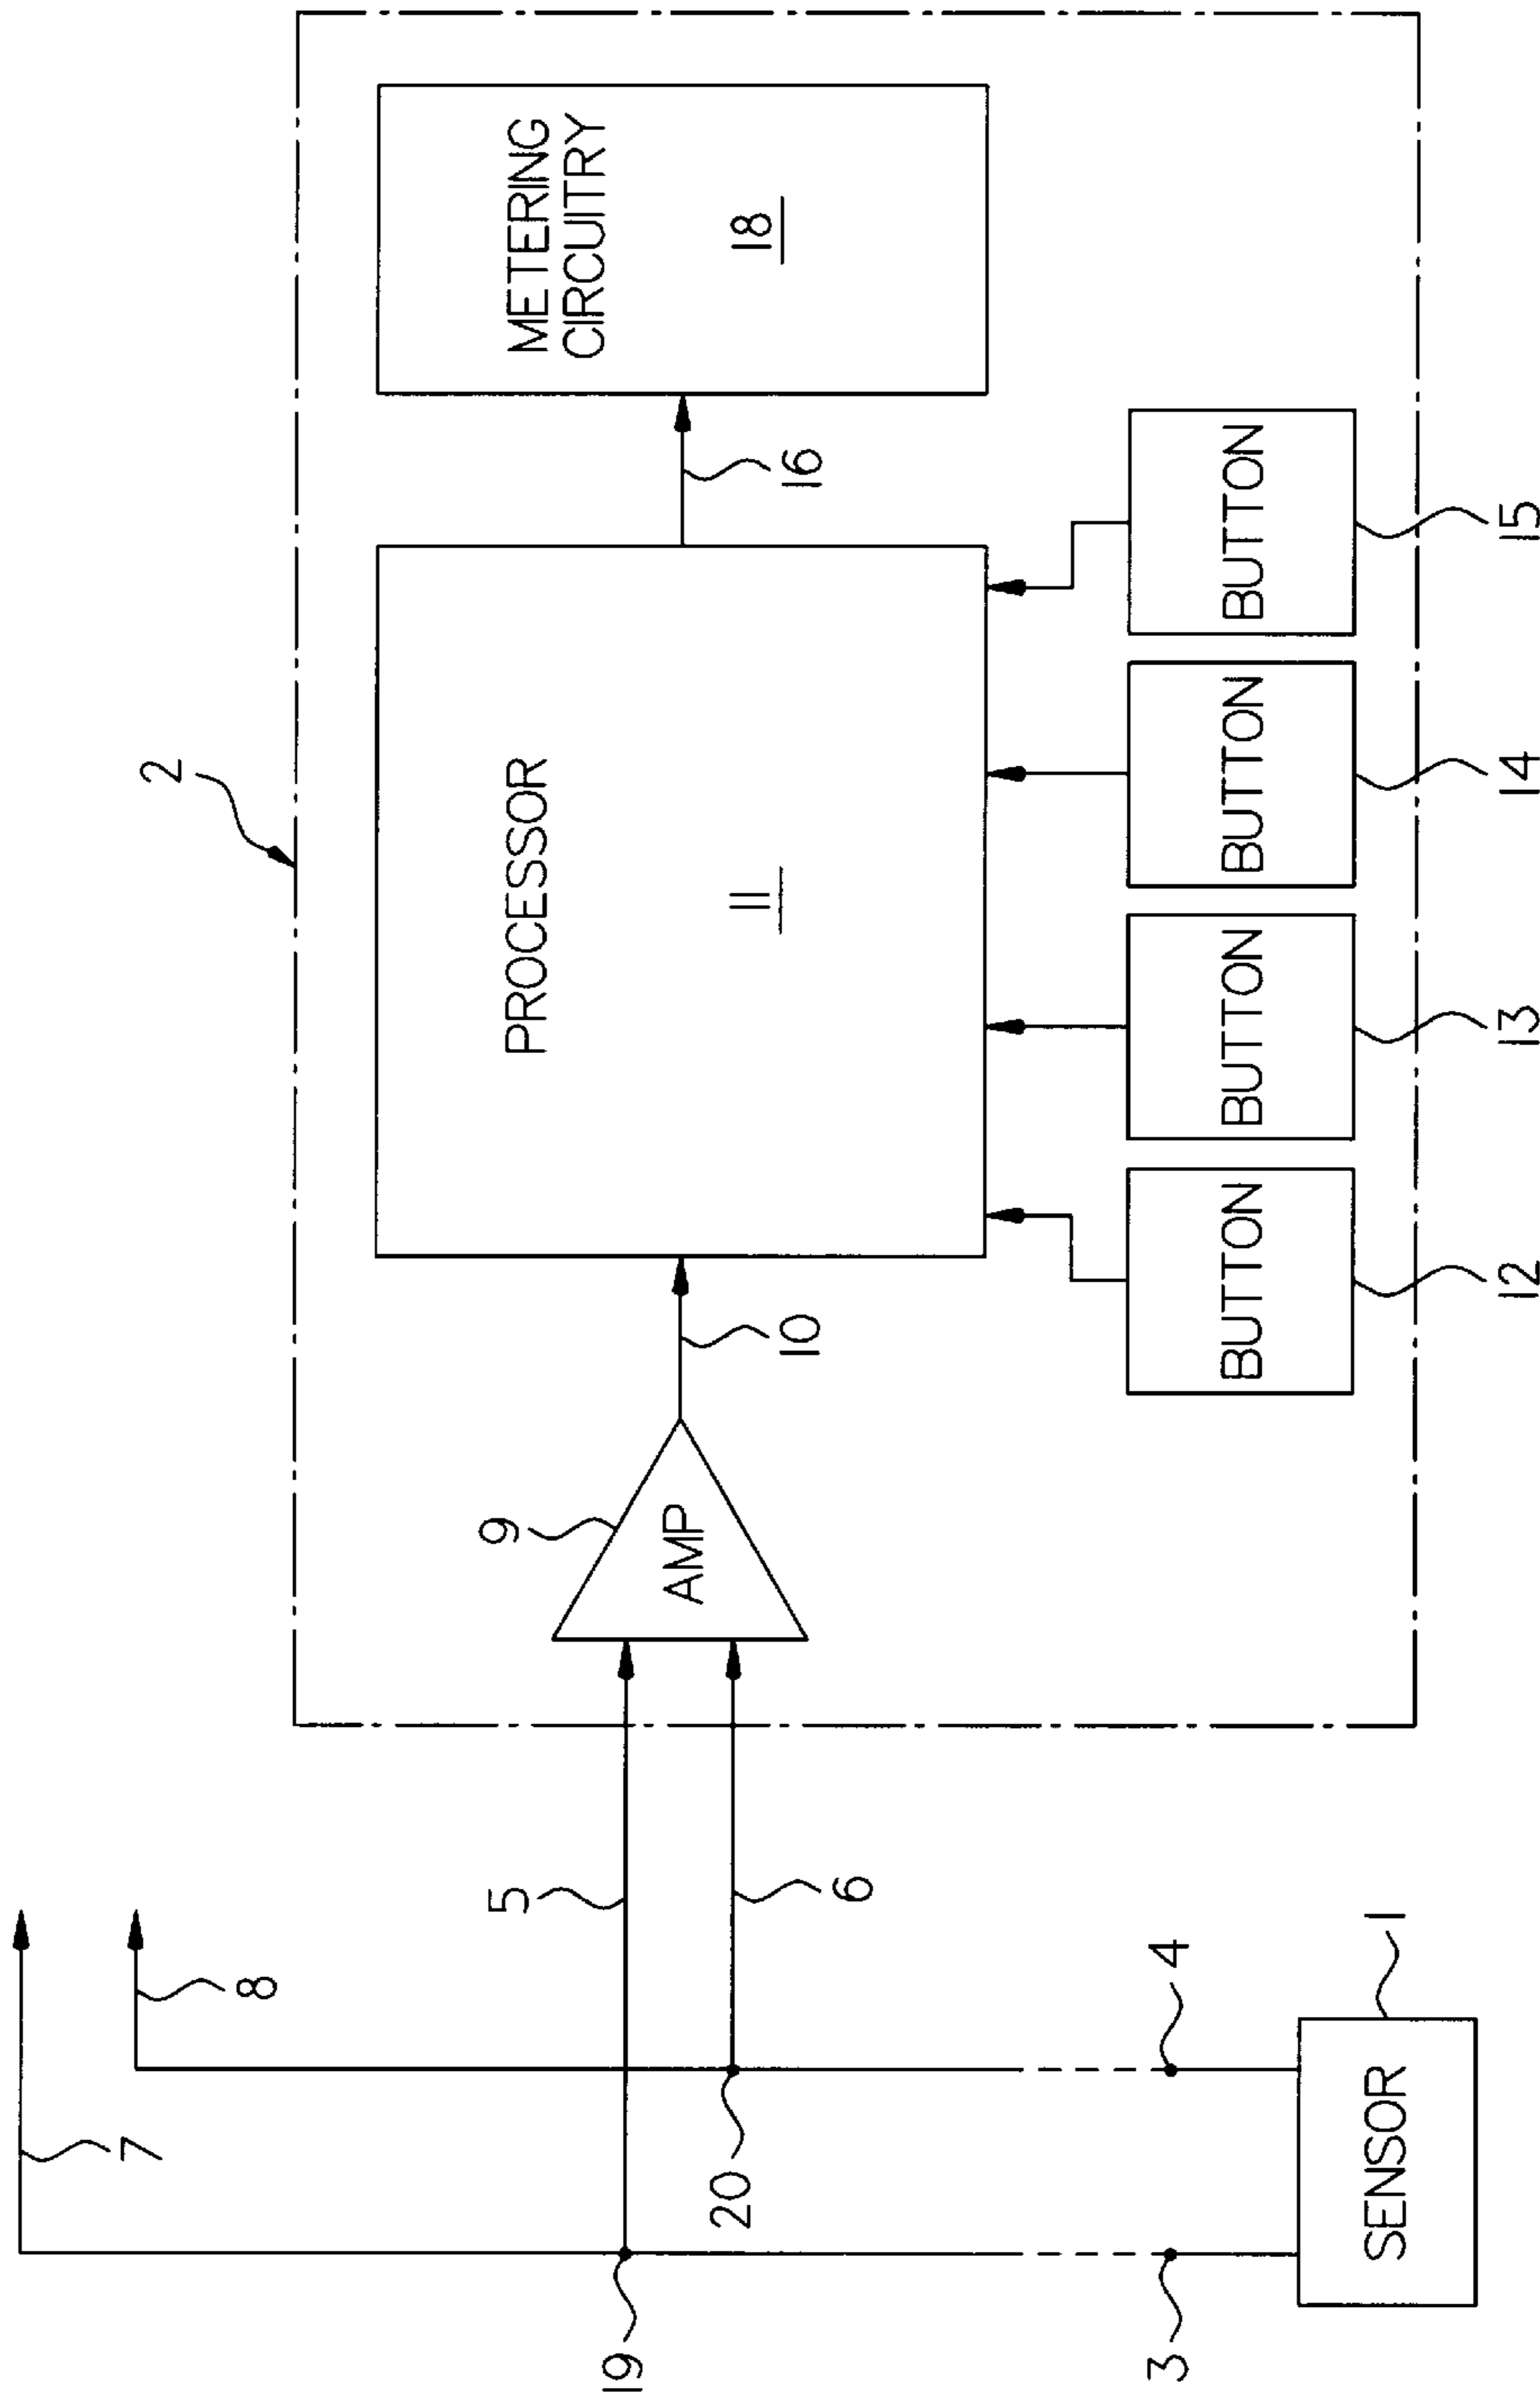 7
8
2
19
5
9
20
6
AMP
10
PROCESSOR
11
16
METERING
CIRCUITRY
18
3
4
SENSOR
1
BUTTON
BUTTON
BUTTON
BUTTON
12
13
14
15